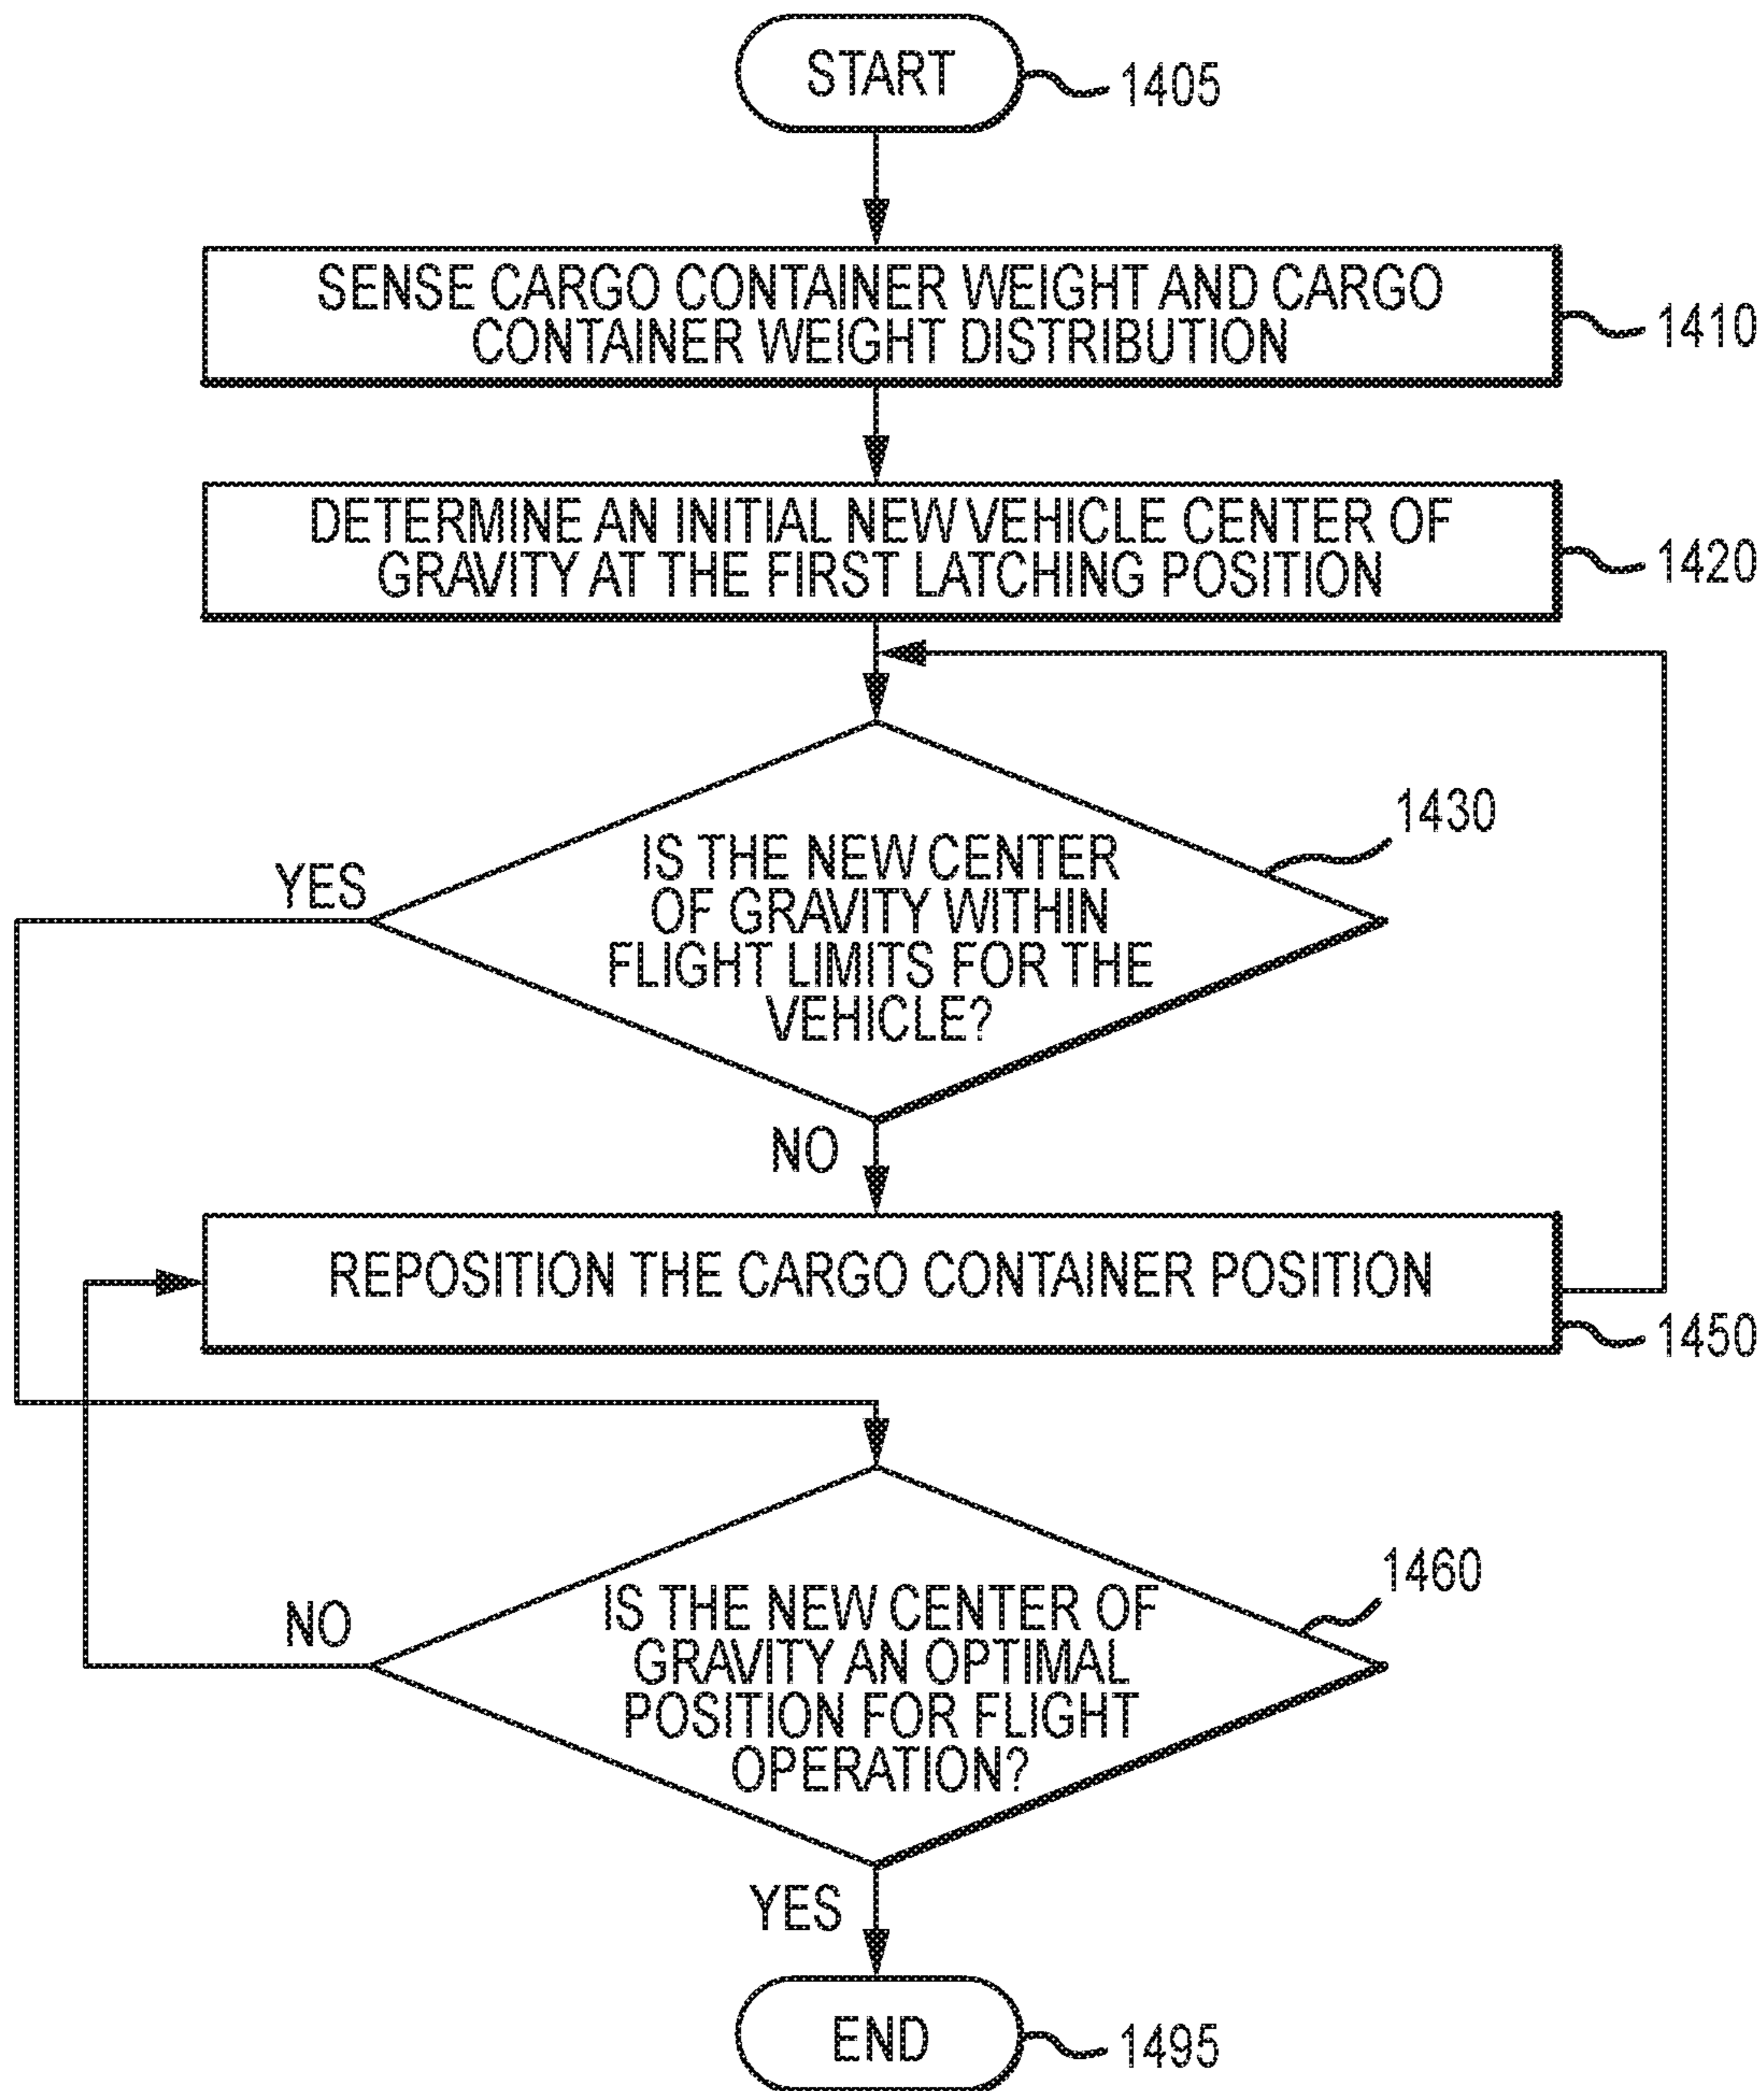 START
1405
SENSE CARGO CONTAINER WEIGHT AND CARGO
CONTAINER WEIGHT DISTRIBUTION
1410
DETERMINE AN INITIAL NEW VEHICLE CENTER OF
GRAVITY AT THE FIRST LATCHING POSITION
1420
1430
IS THE NEW CENTER
OF GRAVITY WITHIN
FLIGHT LIMITS FOR THE
VEHICLE?
YES
NO
REPOSITION THE CARGO CONTAINER POSITION
1450
1460
IS THE NEW CENTER OF
GRAVITY AN OPTIMAL
POSITION FOR FLIGHT
OPERATION?
NO
YES
END
1495